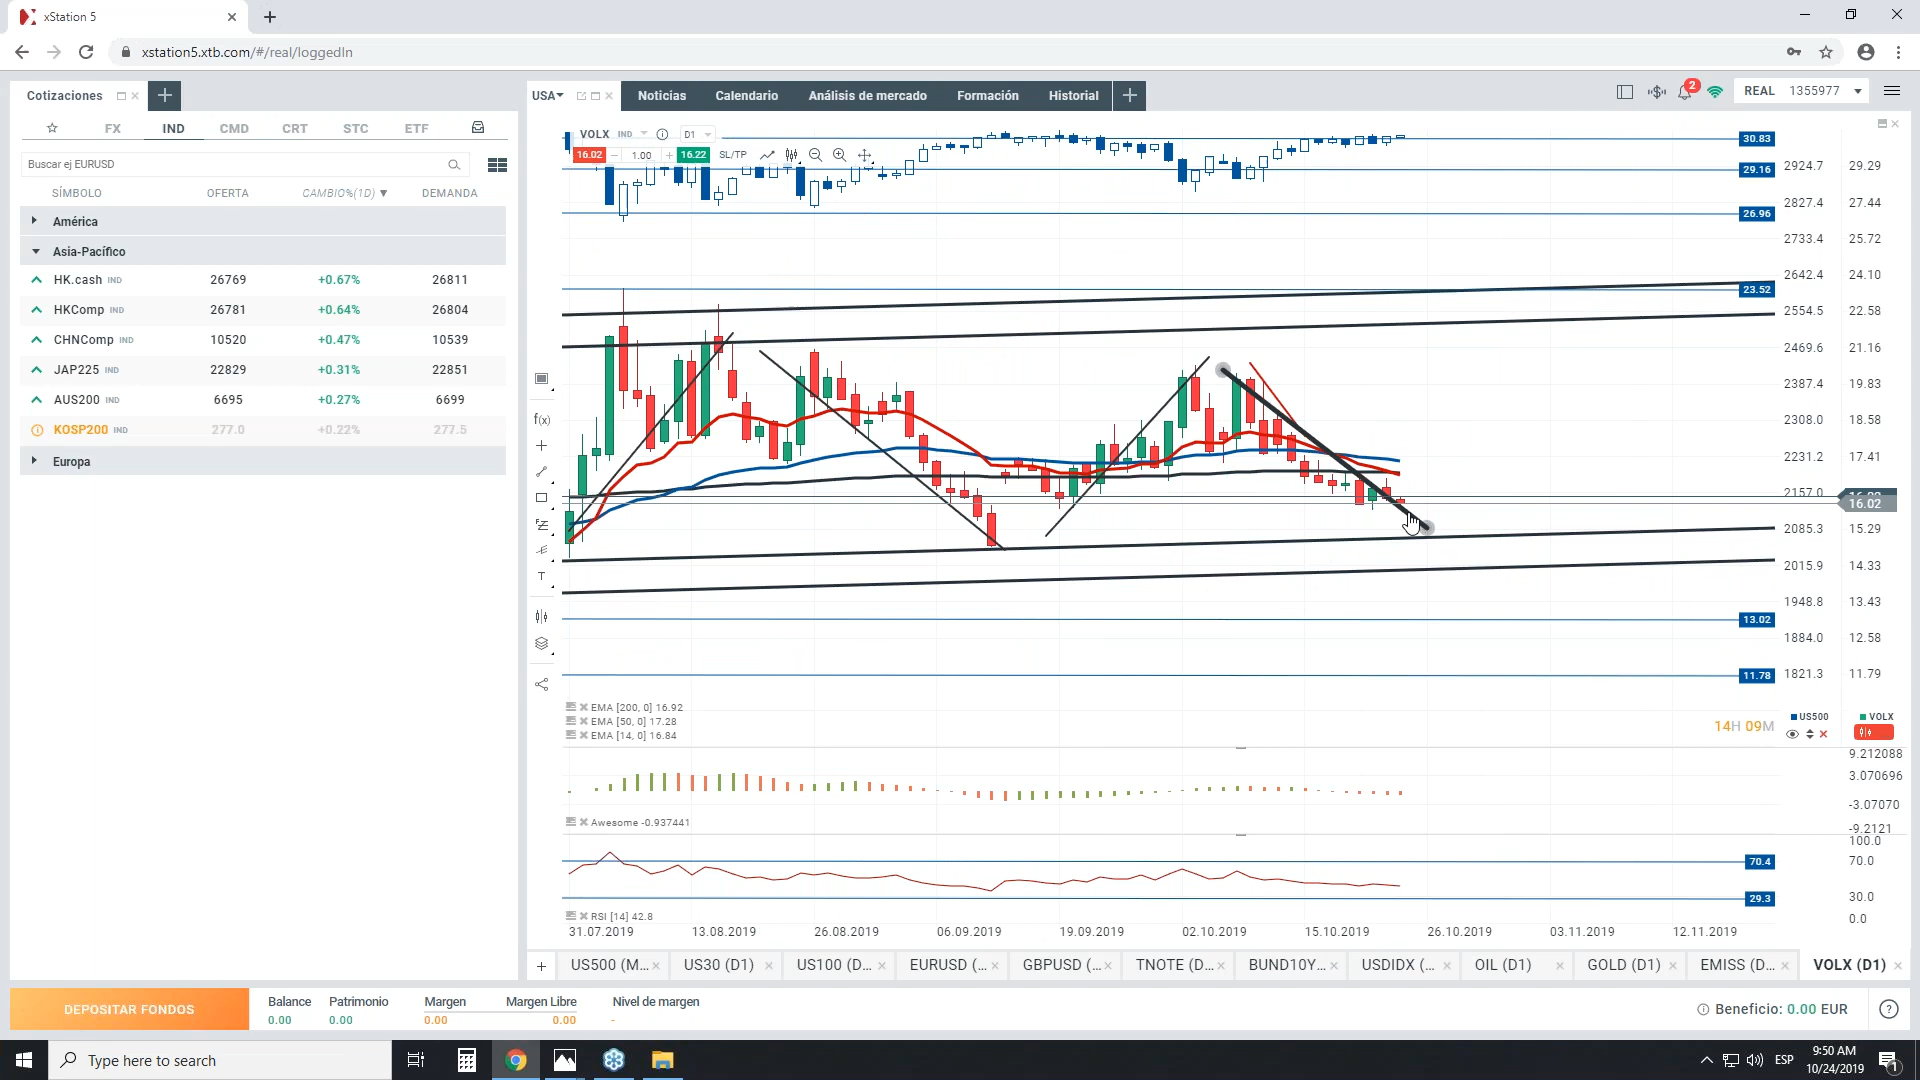 xStation 5
xstation5.xtb.com/#/real/loggedIn
Cotizaciones
USA
Noticias
Calendario
Análisis de mercado
Formación
Historial
2
REAL 1355977
FX IND CMD CRT STC ETF
Buscar ej EURUSD
SÍMBOLO OFERTA CAMBIO%(1D) DEMANDA
América
Asia-Pacífico
HK.cash IND 26769 +0.67% 26811
HKComp IND 26781 +0.64% 26804
CHNComp IND 10520 +0.47% 10539
JAP225 IND 22829 +0.31% 22851
AUS200 IND 6695 +0.27% 6699
KOSP200 IND 277.0 +0.22% 277.5
Europa
VOLX IND D1
16.02 1.00 16.22 SL/TP
30.83
29.16
26.96
23.52
13.02
11.78
2924.7 29.29
2827.4 27.44
2733.4 25.72
2642.4 24.10
2554.5 22.58
2469.6 21.16
2387.4 19.83
2308.0 18.58
2231.2 17.41
2157.0
16.02
2085.3 15.29
2015.9 14.33
1948.8 13.43
1884.0 12.58
1821.3 11.79
f(x)
T
EMA [200, 0] 16.92
EMA [50, 0] 17.28
EMA [14, 0] 16.84
14H 09M
US500 VOLX
9.212088
3.070696
-3.07070
-9.2121
Awesome -0.937441
100.0
70.4 70.0
29.3 30.0
0.0
RSI [14] 42.8
31.07.2019 13.08.2019 26.08.2019 06.09.2019 19.09.2019 02.10.2019 15.10.2019 26.10.2019 03.11.2019 12.11.2019
US500 (M... US30 (D1) US100 (D... EURUSD (... GBPUSD (... TNOTE (D... BUND10Y... USDIDX (... OIL (D1) GOLD (D1) EMISS (D... VOLX (D1)
DEPOSITAR FONDOS
Balance Patrimonio Margen Margen Libre Nivel de margen
0.00 0.00 0.00 0.00 -
Beneficio: 0.00 EUR
Type here to search
ESP
9:50 AM
10/24/2019
1